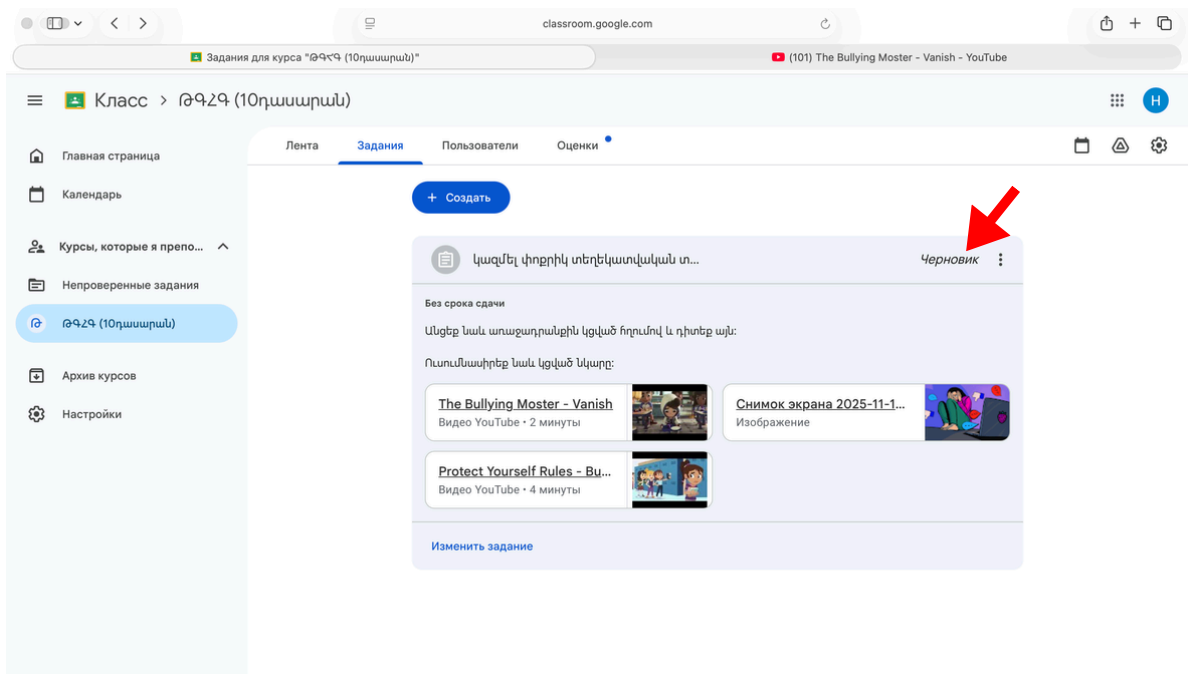 classroom.google.com
Задания для курса "ԹԳՀԳ (10դասարան)"
(101) The Bullying Moster - Vanish - YouTube
Класс > ԹԳՀԳ (10դասարան)
Н
Лента Задания Пользователи Оценки
Главная страница
Календарь
Курсы, которые я препо...
Непроверенные задания
Թ ԹԳՀԳ (10դասարան)
Архив курсов
Настройки
+ Создать
կազմել փոքրիկ տեղեկատվական տ...
Черновик
Без срока сдачи
Անցեք նաև առաջադրանքին կցված հղումով և դիտեք այն:
Ուսումնասիրեք նաև կցված նկարը:
The Bullying Moster - Vanish
Видео YouTube • 2 минуты
Снимок экрана 2025-11-1...
Изображение
Protect Yourself Rules - Bu...
Видео YouTube • 4 минуты
Изменить задание